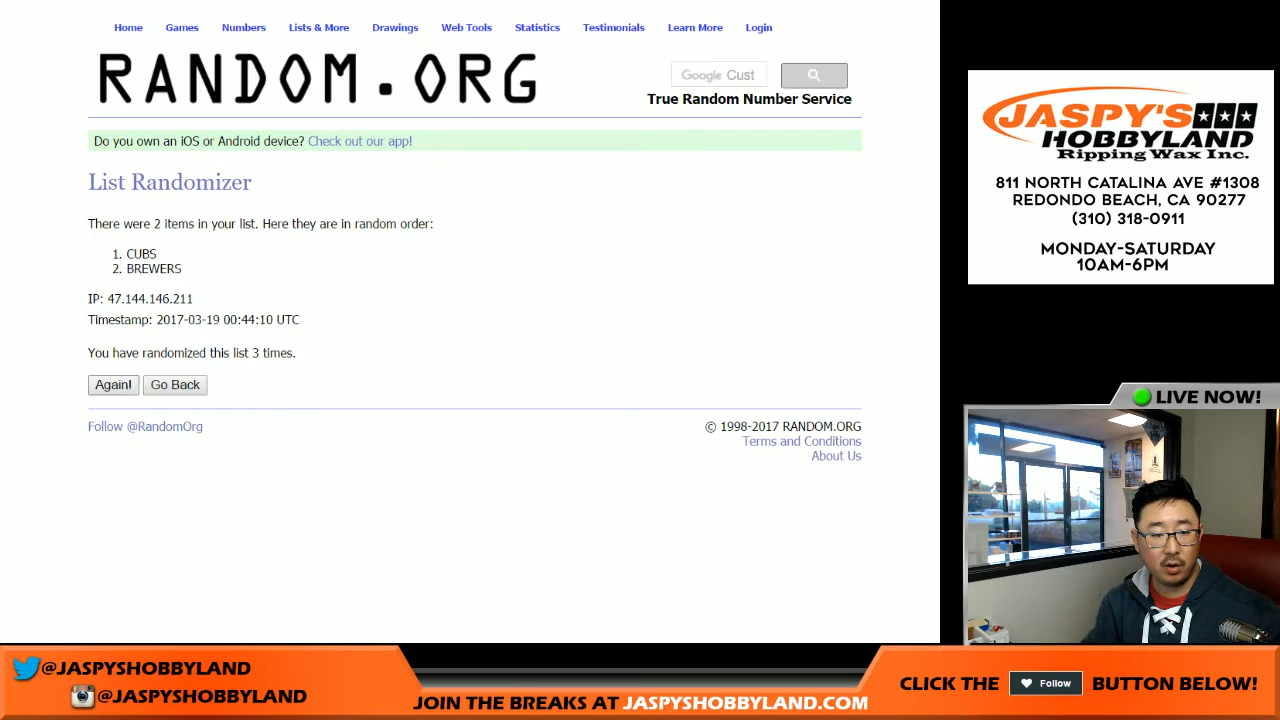 Home Games Numbers Lists & More Drawings Web Tools Statistics Testimonials Learn More Login
RANDOM.ORG
Google Cust
True Random Number Service
Do you own an iOS or Android device? Check out our app!
List Randomizer
There were 2 items in your list. Here they are in random order:
1. CUBS
2. BREWERS
IP: 47.144.146.211
Timestamp: 2017-03-19 00:44:10 UTC
You have randomized this list 3 times.
Again! Go Back
Follow @RandomOrg
© 1998-2017 RANDOM.ORG
Terms and Conditions
About Us
JASPY'S
HOBBYLAND
Ripping Wax Inc.
811 NORTH CATALINA AVE #1308
REDONDO BEACH, CA 90277
(310) 318-0911
MONDAY-SATURDAY
10AM-6PM
LIVE NOW!
@JASPYSHOBBYLAND
@JASPYSHOBBYLAND
JOIN THE BREAKS AT JASPYSHOBBYLAND.COM
CLICK THE Follow BUTTON BELOW!